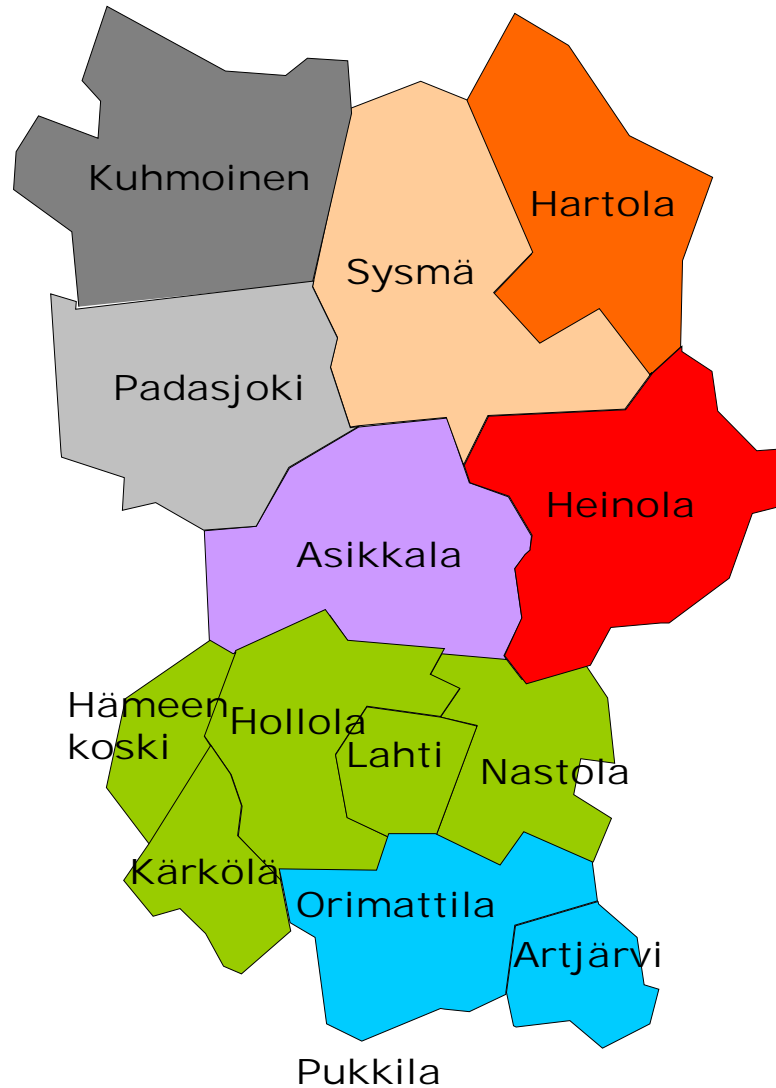 Kuhmoinen
Hartola
Sysmä
Padasjoki
Heinola
Asikkala
Hämeen-
koski
Hollola
Lahti
Nastola
Kärkölä
Orimattila
Artjärvi
Pukkila